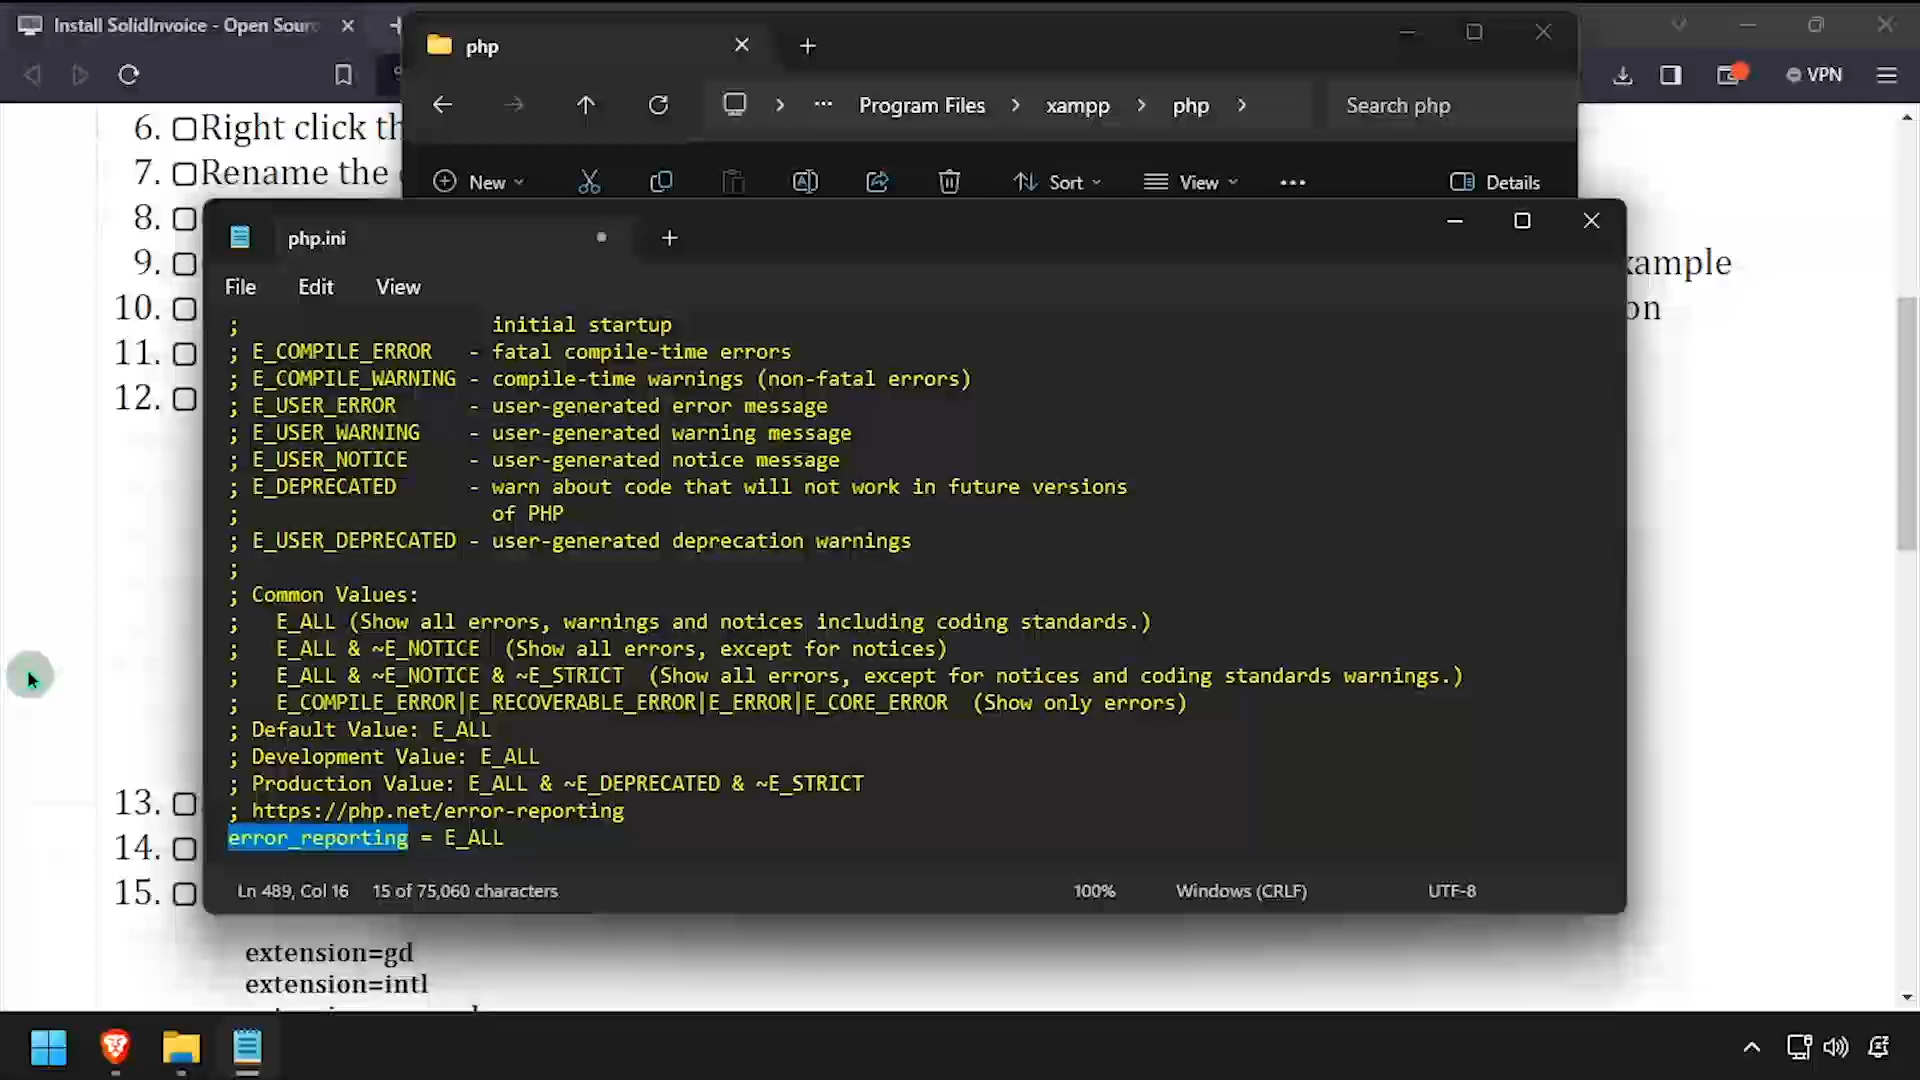 Install SolidInvoice - Open Sour
VPN
php
Program Files
xampp
php
Search php
New
Sort
View
Details
6. Right click th
7. Rename the
8.
9. xample
10. on
11.
12.
13.
14.
15.
php.ini
File
Edit
View
; initial startup
; E_COMPILE_ERROR - fatal compile-time errors
; E_COMPILE_WARNING - compile-time warnings (non-fatal errors)
; E_USER_ERROR - user-generated error message
; E_USER_WARNING - user-generated warning message
; E_USER_NOTICE - user-generated notice message
; E_DEPRECATED - warn about code that will not work in future versions
; of PHP
; E_USER_DEPRECATED - user-generated deprecation warnings
;
; Common Values:
; E_ALL (Show all errors, warnings and notices including coding standards.)
; E_ALL & ~E_NOTICE (Show all errors, except for notices)
; E_ALL & ~E_NOTICE & ~E_STRICT (Show all errors, except for notices and coding standards warnings.)
; E_COMPILE_ERROR|E_RECOVERABLE_ERROR|E_ERROR|E_CORE_ERROR (Show only errors)
; Default Value: E_ALL
; Development Value: E_ALL
; Production Value: E_ALL & ~E_DEPRECATED & ~E_STRICT
; https://php.net/error-reporting
error_reporting = E_ALL
Ln 489, Col 16
15 of 75,060 characters
100%
Windows (CRLF)
UTF-8
extension=gd
extension=intl